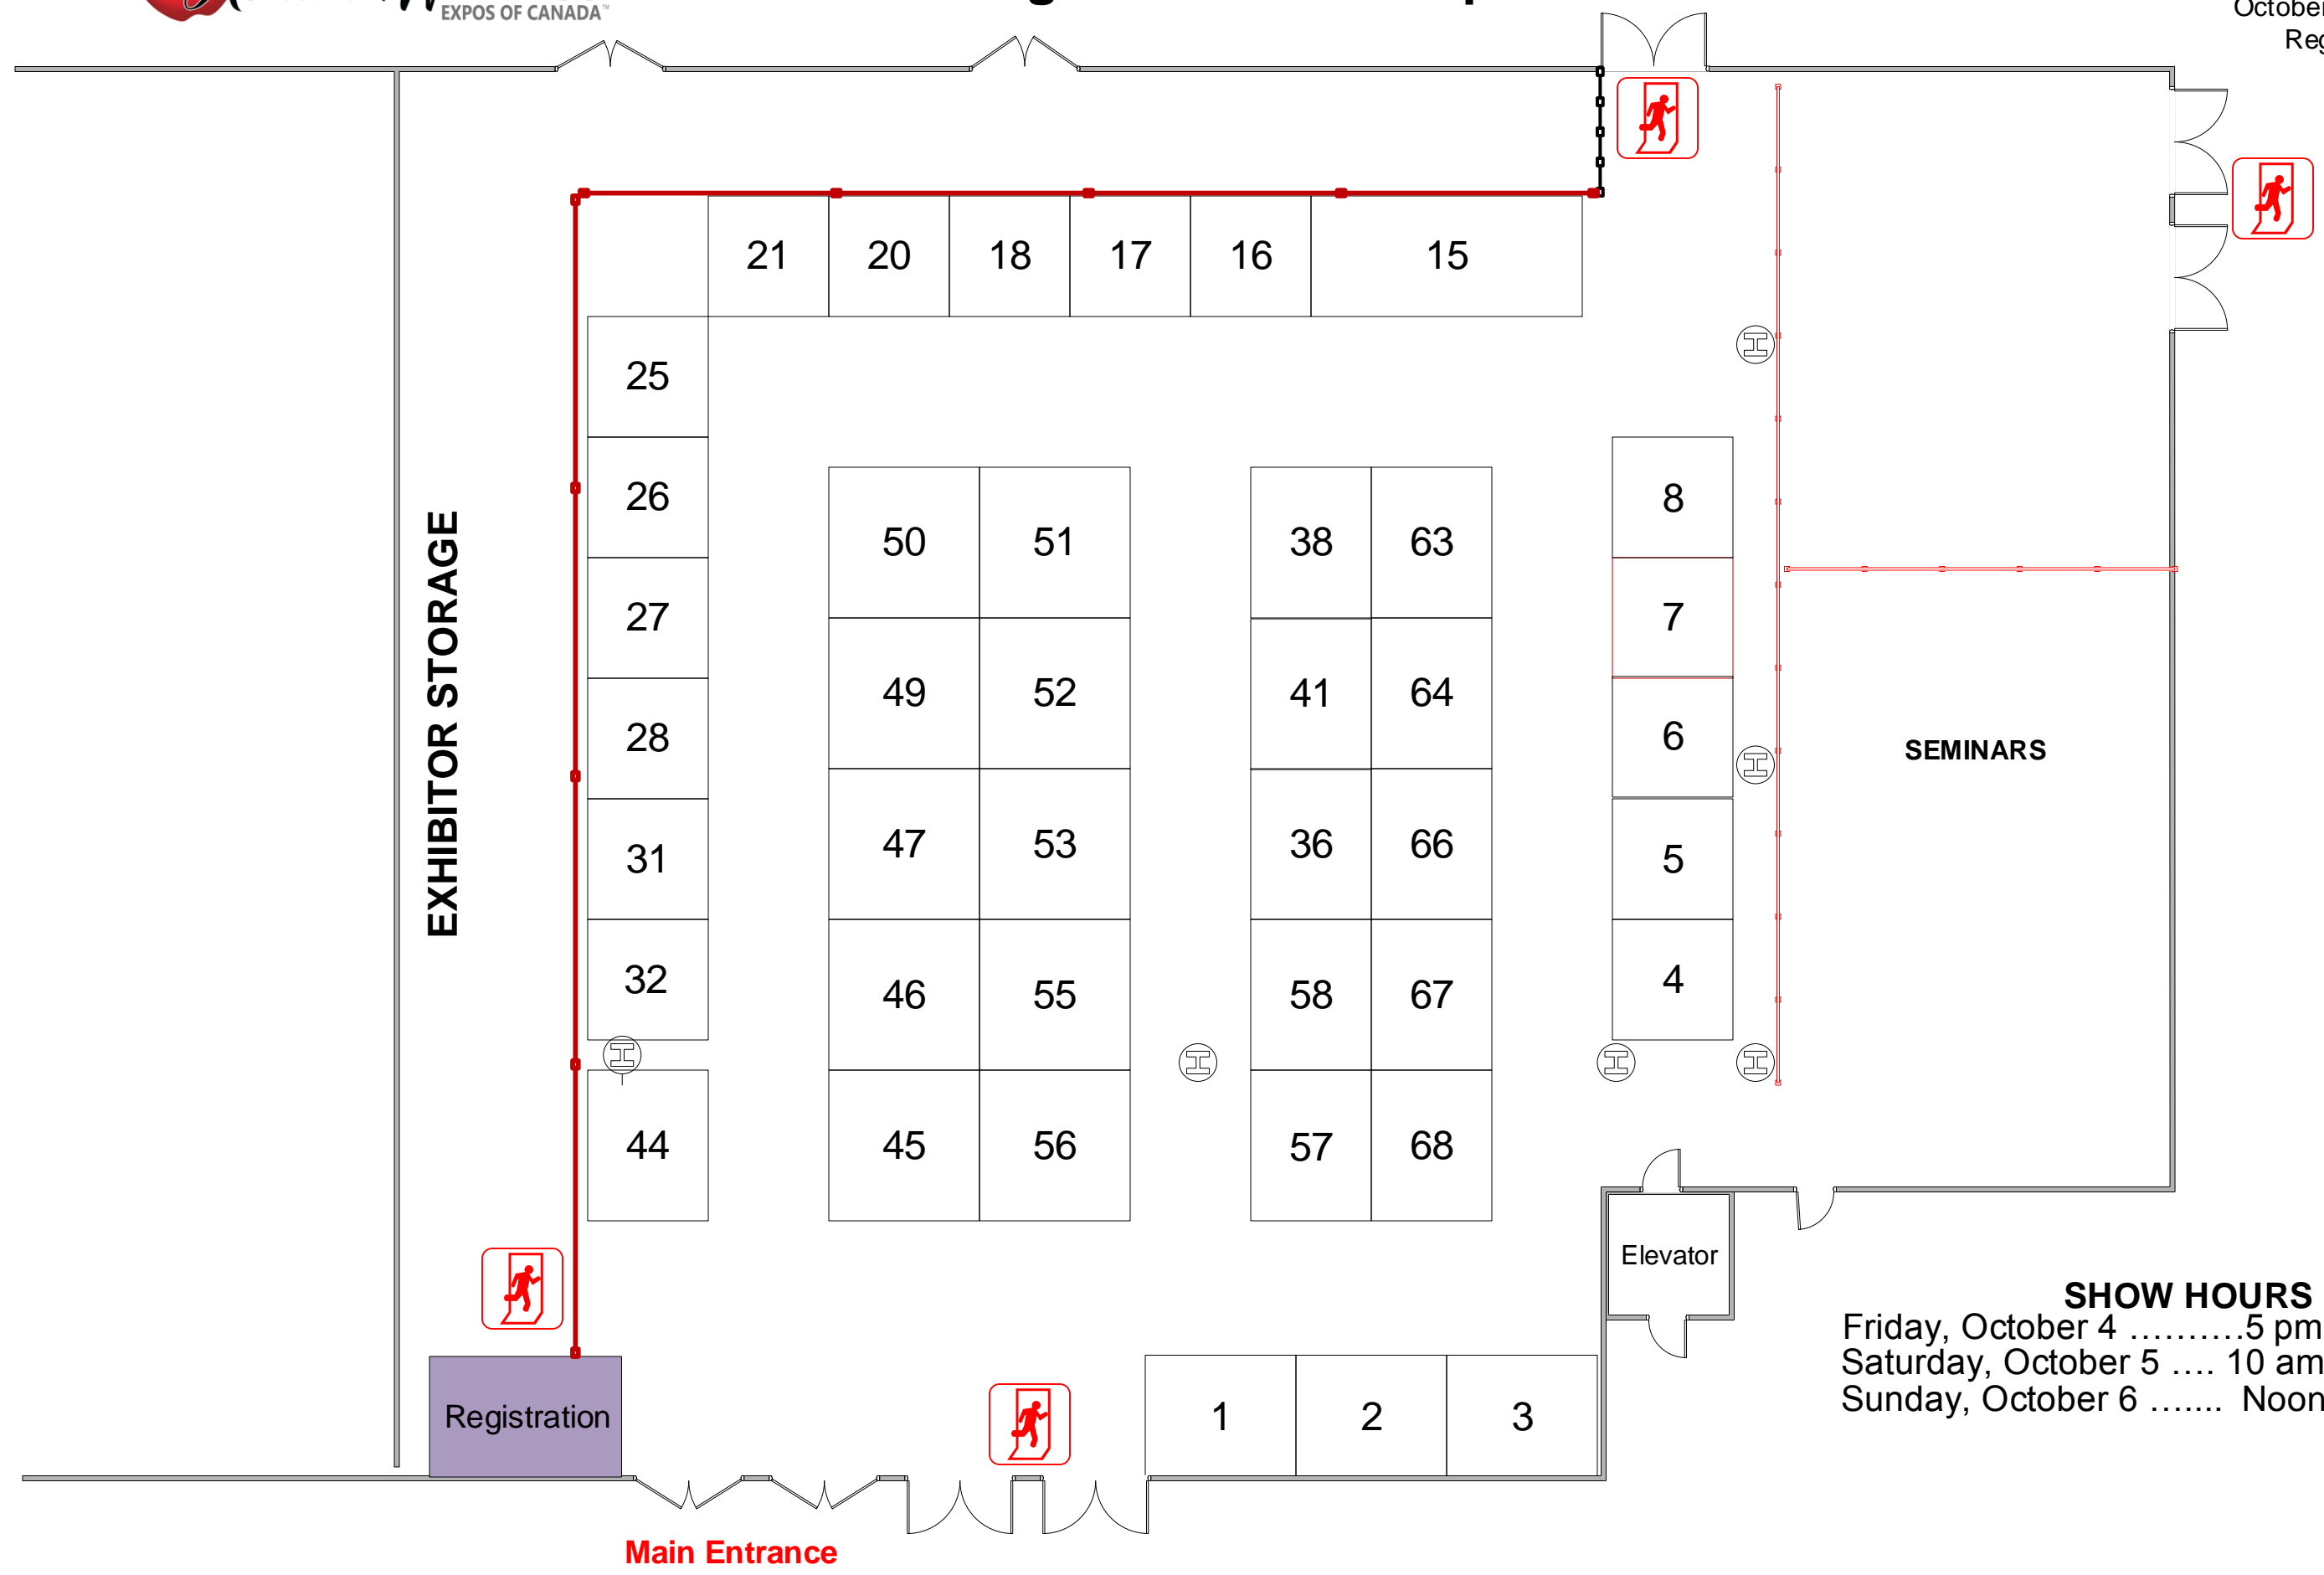 EXPOS OF CANADA™
October
21 20 18 17 16 15
25
26
27
28
31
32
44
EXHIBITOR STORAGE
50 51
49 52
47 53
46 55
45 56
38 63
41 64
36 66
58 67
57 68
8
7
6
5
4
SEMINARS
Elevator
SHOW HOURS
Friday, October 4 ..........5 pm
Saturday, October 5 .... 10 am
Sunday, October 6 ....... Noon
Registration
1 2 3
Main Entrance